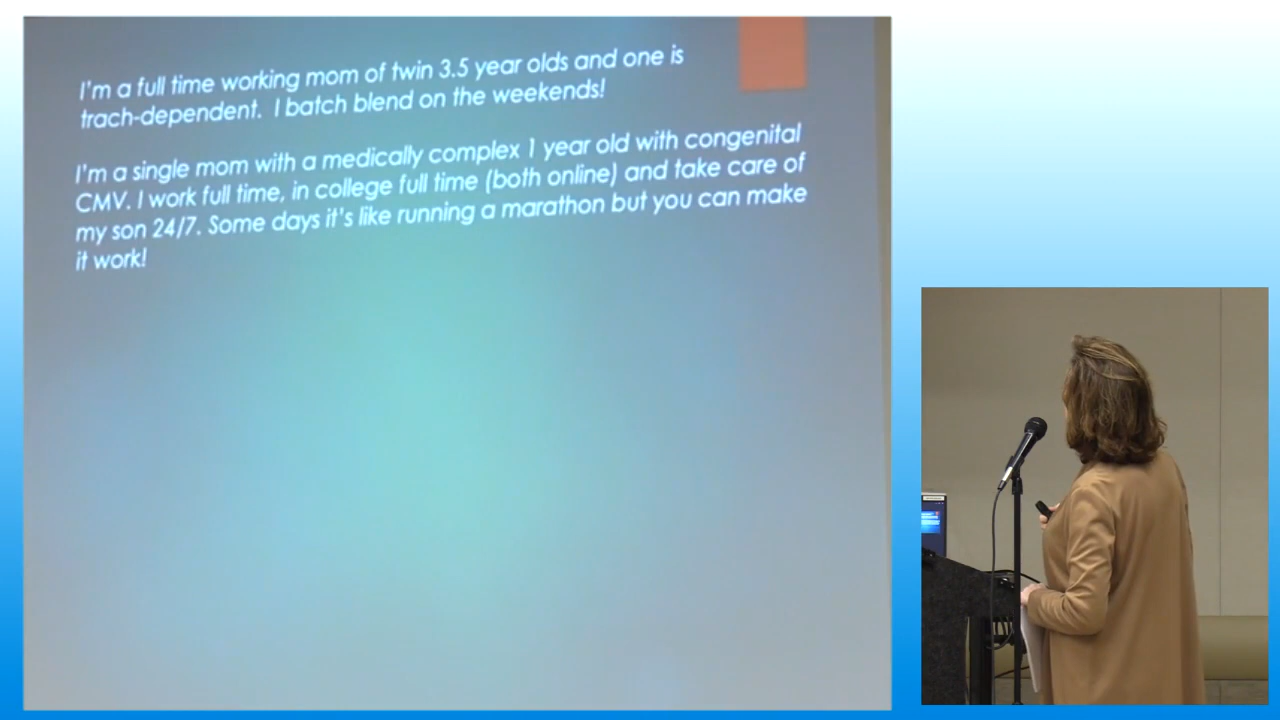 I'm a full time working mom of twin 3.5 year olds and one is
trach-dependent. I batch blend on the weekends!
I'm a single mom with a medically complex 1 year old with congenital
CMV. I work full time, in college full time (both online) and take care of
my son 24/7. Some days it's like running a marathon but you can make
it work!